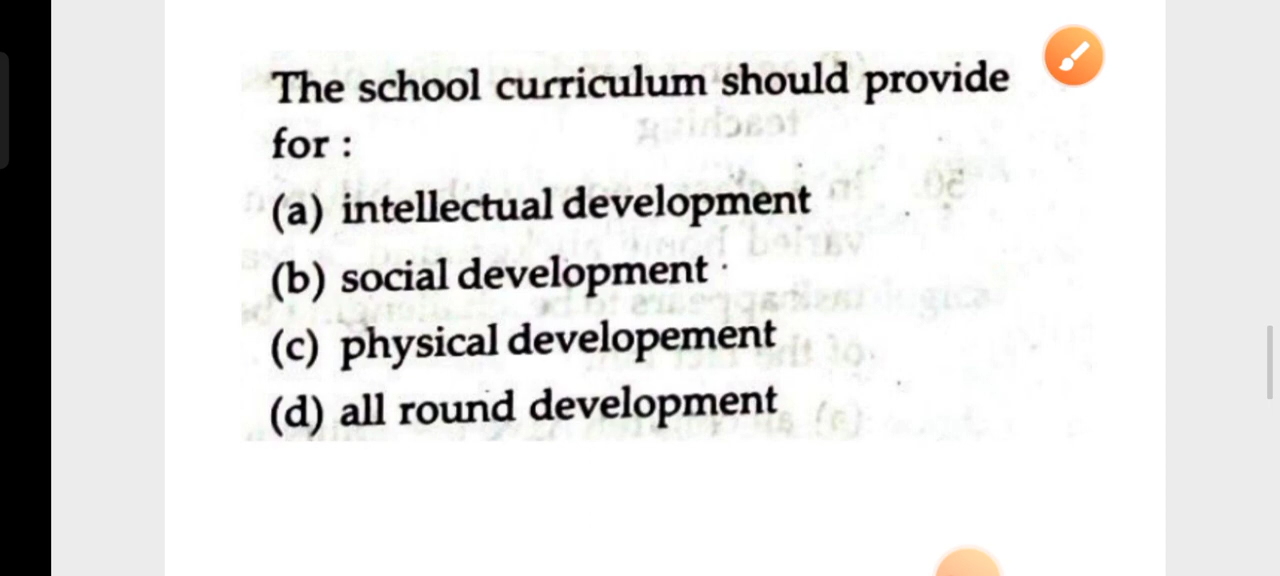 The school curriculum should provide
for :
(a) intellectual development
(b) social development
(c) physical developement
(d) all round development